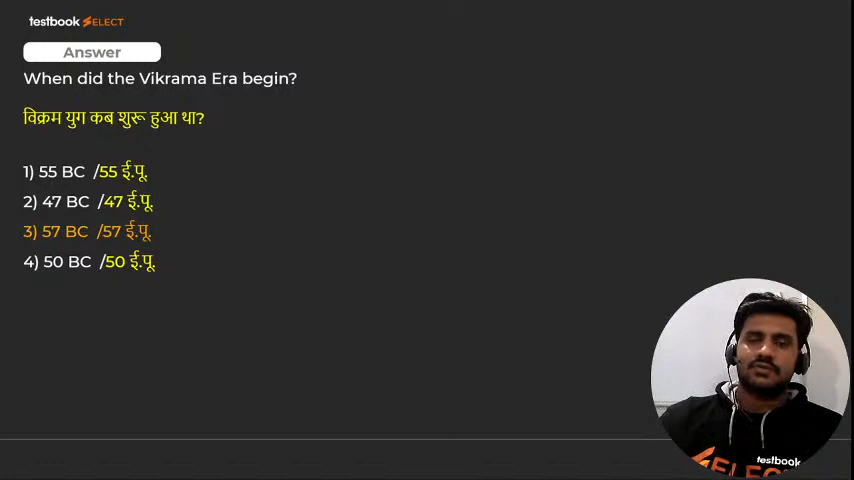 testbook SELECT
Answer
When did the Vikrama Era begin?
विक्रम युग कब शुरू हुआ था?
1) 55 BC /55 ई.पू.
2) 47 BC /47 ई.पू.
3) 57 BC /57 ई.पू.
4) 50 BC /50 ई.पू.
testbook
SELECT